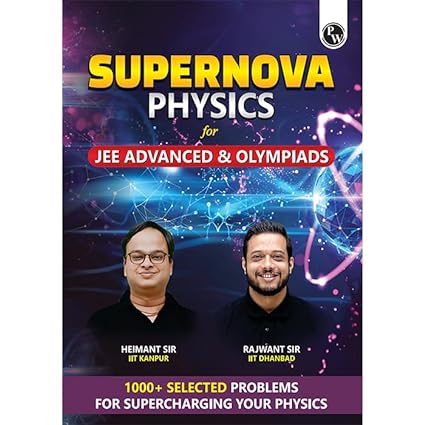 PW
SUPERNOVA
PHYSICS
for
JEE ADVANCED & OLYMPIADS
HEIMANT SIR
IIT KANPUR
RAJWANT SIR
IIT DHANBAD
1000+ SELECTED PROBLEMS
FOR SUPERCHARGING YOUR PHYSICS